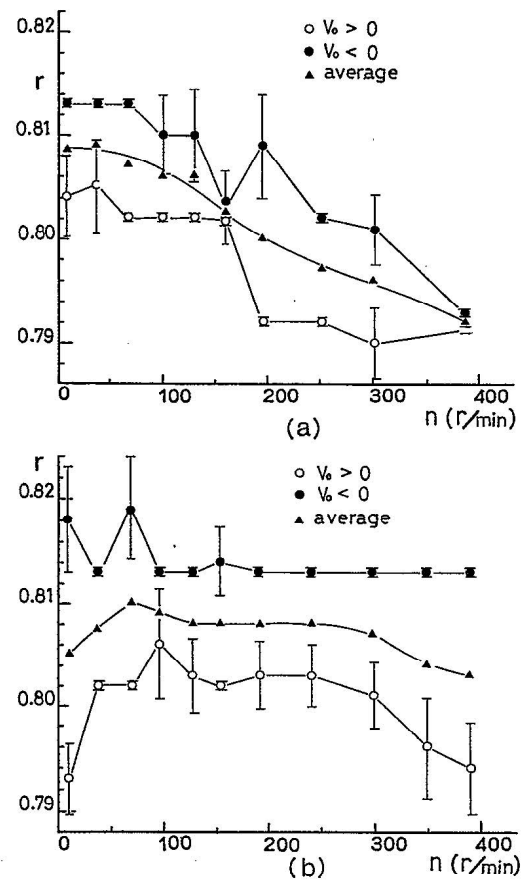 0.82
r
0.81
0.80
0.79
○ V₀ > 0
● V₀ < 0
▲ average
0 100 200 300 400
n (r/min)
(a)
r
0.82
0.81
0.80
0.79
○ V₀ > 0
● V₀ < 0
▲ average
0 100 200 300 400
(b) n (r/min)